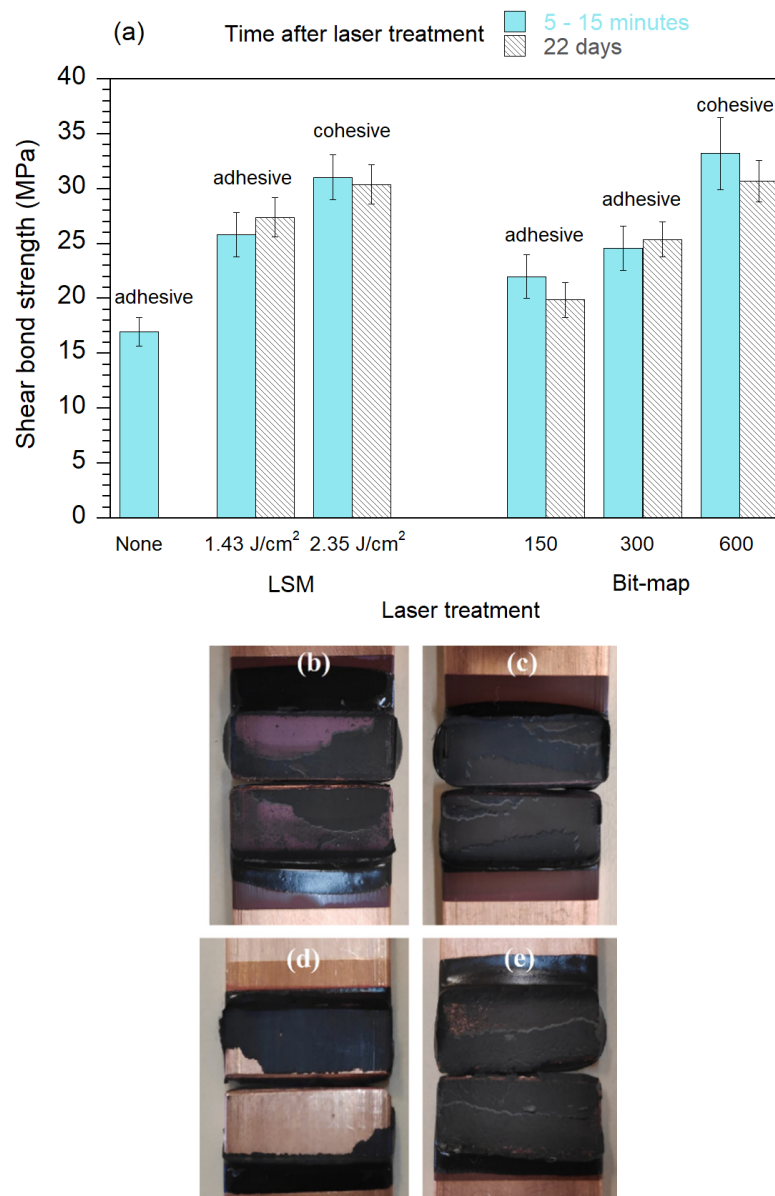 (a)
Time after laser treatment
5 - 15 minutes
22 days
Shear bond strength (MPa)
40
35
30
25
20
15
10
5
0
adhesive
adhesive
cohesive
adhesive
adhesive
cohesive
None
1.43 J/cm²
2.35 J/cm²
150
300
600
LSM
Bit-map
Laser treatment
(b)
(c)
(d)
(e)